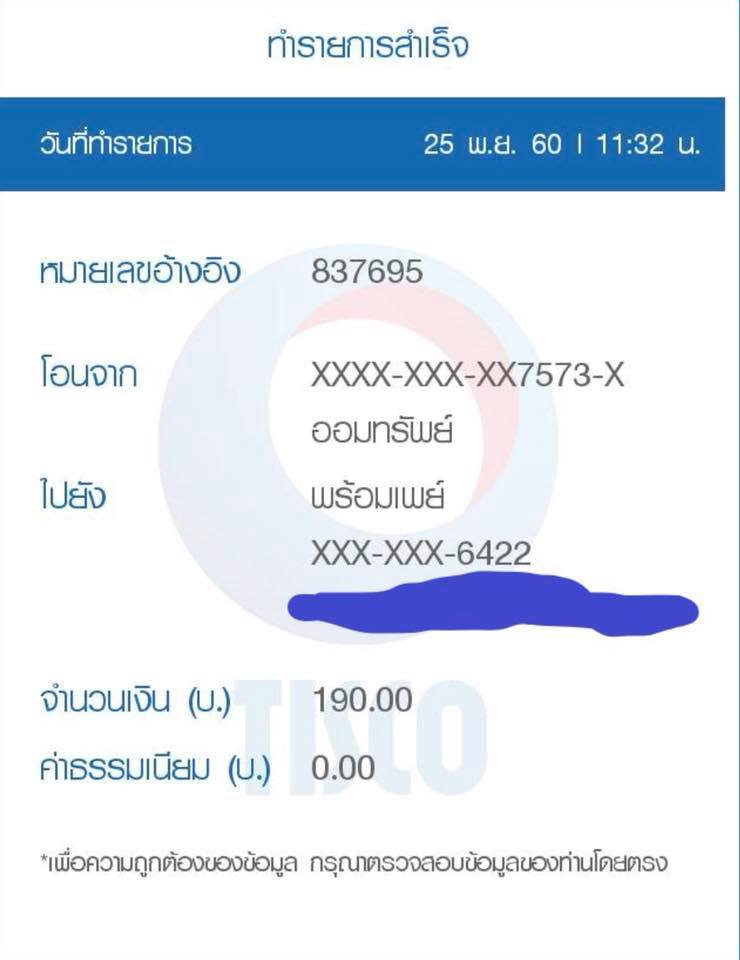 ทำรายการสำเร็จ
วันที่ทำรายการ 25 พ.ย. 60 | 11:32 น.
หมายเลขอ้างอิง 837695
โอนจาก XXXX-XXX-XX7573-X
ออมทรัพย์
ไปยัง พร้อมเพย์
XXX-XXX-6422
จำนวนเงิน (บ.) 190.00
ค่าธรรมเนียม (บ.) 0.00
TISCO
*เพื่อความถูกต้องของข้อมูล กรุณาตรวจสอบข้อมูลของท่านโดยตรง